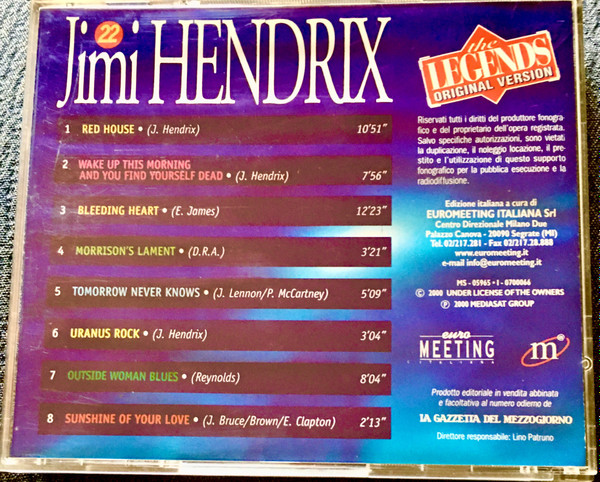 22
Jimi HENDRIX
the
LEGENDS
ORIGINAL VERSION
1 RED HOUSE • (J. Hendrix) 10'51"
2 WAKE UP THIS MORNING
AND YOU FIND YOURSELF DEAD • (J. Hendrix) 7'56"
3 BLEEDING HEART • (E. James) 12'23"
4 MORRISON'S LAMENT • (D.R.A.) 3'21"
5 TOMORROW NEVER KNOWS • (J. Lennon/P. McCartney) 5'09"
6 URANUS ROCK • (J. Hendrix) 3'04"
7 OUTSIDE WOMAN BLUES • (Reynolds) 8'04"
8 SUNSHINE OF YOUR LOVE • (J. Bruce/Brown/E. Clapton) 2'13"
Riservati tutti i diritti del produttore fonogra-
fico e del proprietario dell'opera registrata.
Salvo specifiche autorizzazioni, sono vietati
la duplicazione, il noleggio locazione, il pre-
stito e l'utilizzazione di questo supporto
fonografico per la pubblica esecuzione e la
radiodiffusione.
Edizione italiana a cura di
EUROMEETING ITALIANA Srl
Centro Direzionale Milano Due
Palazzo Canova - 20090 Segrate (MI)
Tel. 02/217.281 - Fax 02/217.28.888
www.euromeeting.it
e-mail info@euromeeting.it
MS - 05965 • I - 0700066
© 2000 UNDER LICENSE OF THE OWNERS
℗ 2000 MEDIASAT GROUP
euro
MEETING
ITALIANA
m
Prodotto editoriale in vendita abbinata
e facoltativa al numero odierno de
LA GAZZETTA DEL MEZZOGIORNO
Direttore responsabile: Lino Patruno